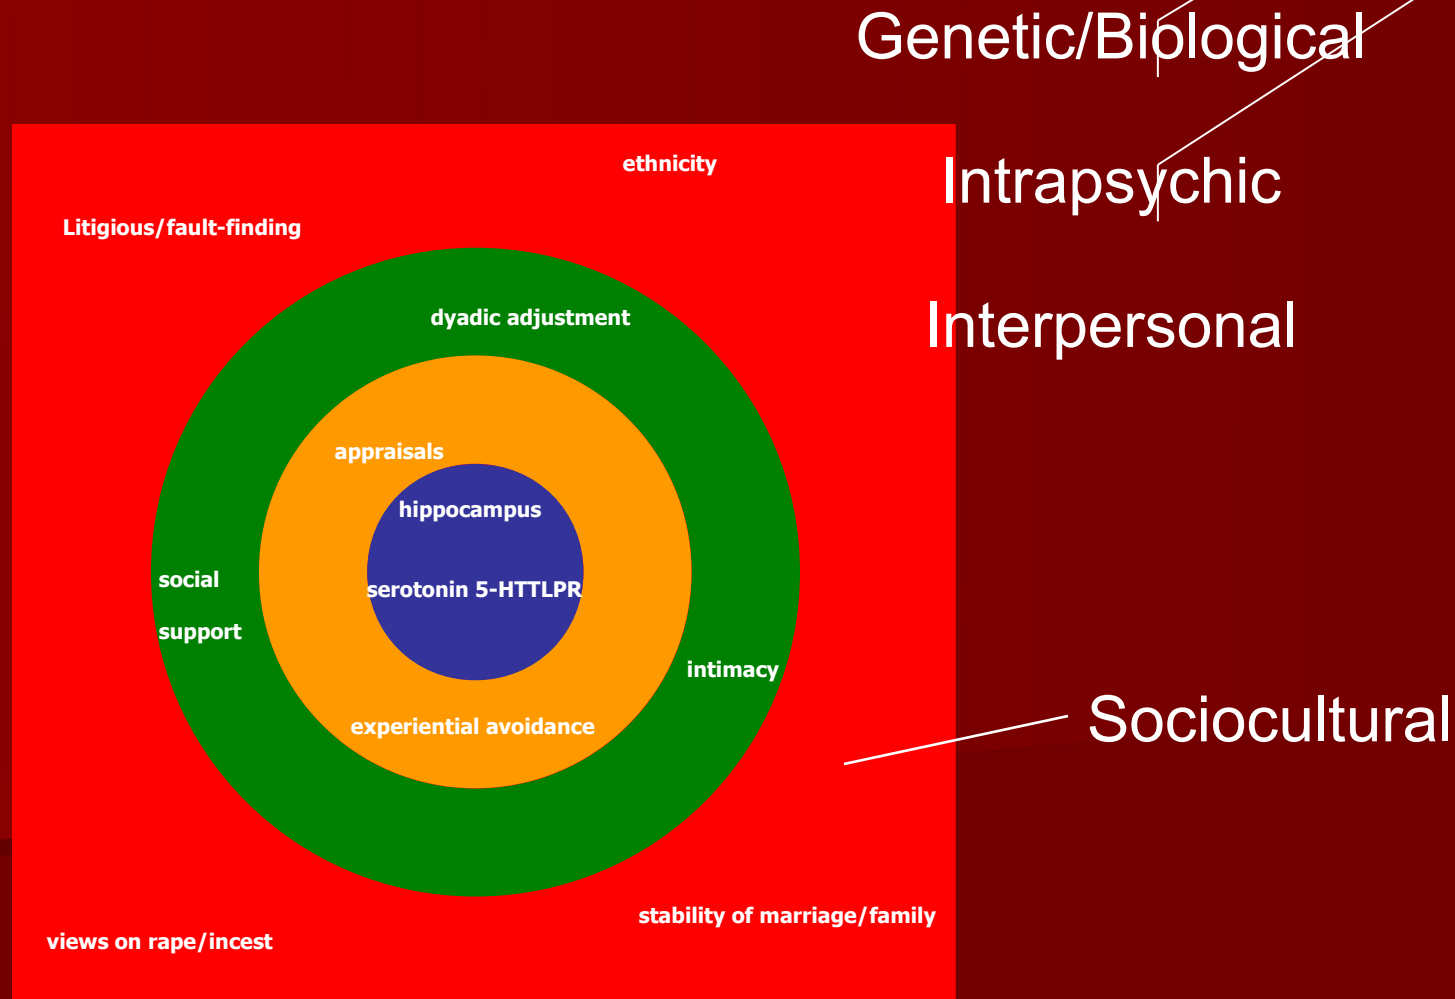 Genetic/Biological
ethnicity
Intrapsychic
Litigious/fault-finding
dyadic adjustment
Interpersonal
appraisals
hippocampus
social
serotonin 5-HTTLPR
support
intimacy
experiential avoidance
Sociocultural
stability of marriage/family
views on rape/incest